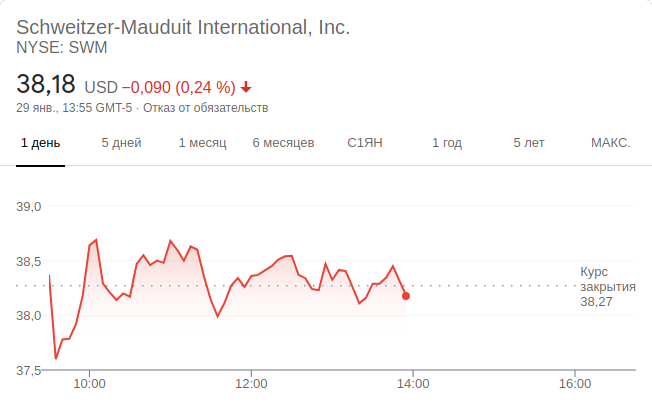 Schweitzer-Mauduit International, Inc.
NYSE: SWM
38,18 USD −0,090 (0,24 %)
29 янв., 13:55 GMT-5 · Отказ от обязательств
1 день 5 дней 1 месяц 6 месяцев С1ЯН 1 год 5 лет МАКС.
39,0
38,5
Курс
закрытия
38,27
38,0
37,5
10:00 12:00 14:00 16:00